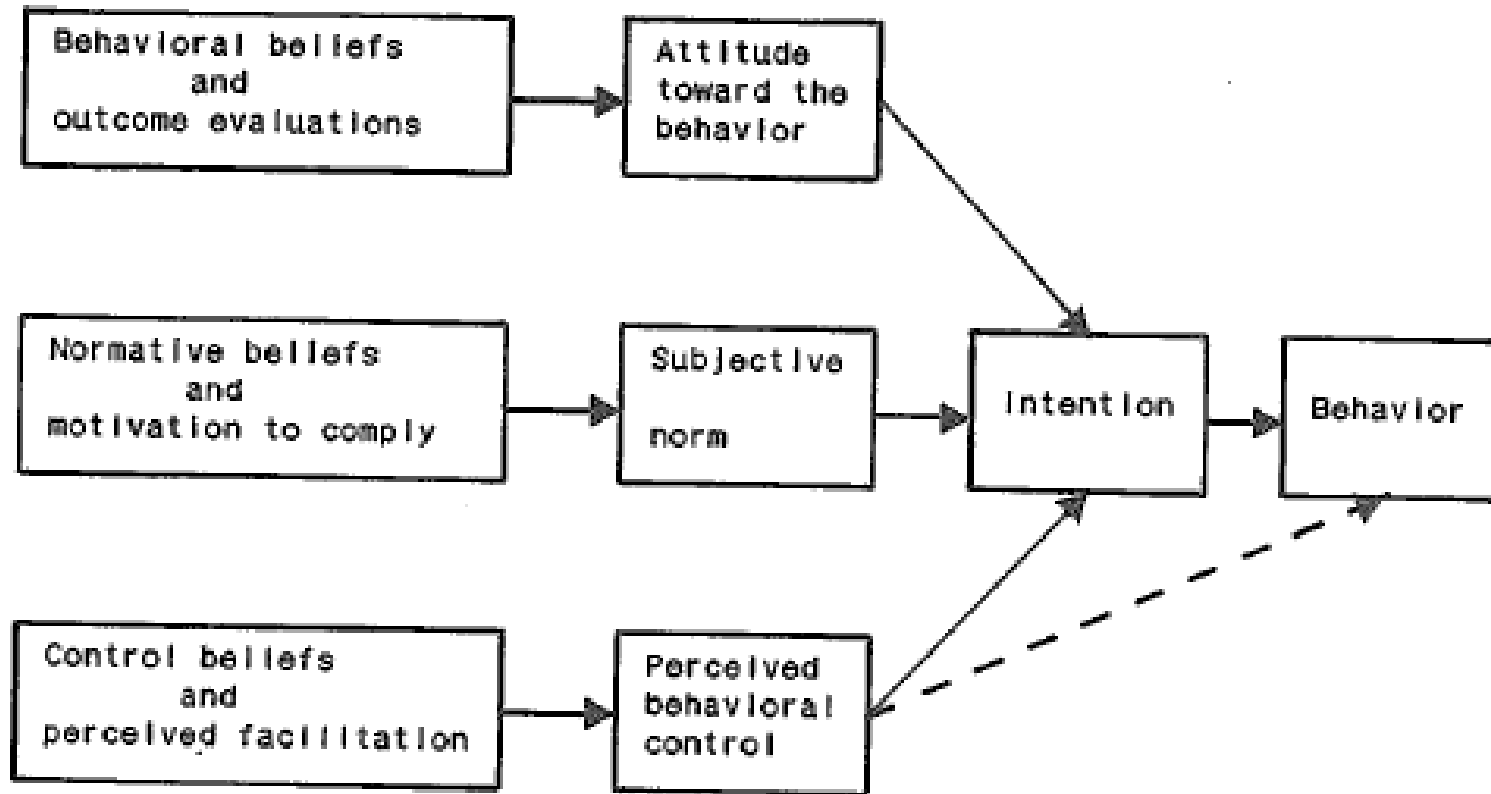 Behavioral beliefs
and
outcome evaluations
Attitude
toward the
behavior
Normative beliefs
and
motivation to comply
Subjective
norm
Intention
Behavior
Control beliefs
and
perceived facilitation
Perceived
behavioral
control